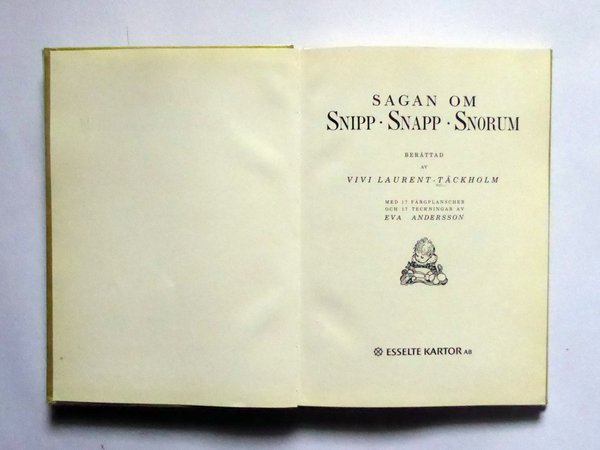 SAGAN OM
SNIPP · SNAPP · SNORUM
BERÄTTAD
AV
VIVI LAURENT-TÄCKHOLM
MED 17 FÄRGPLANSCHER
OCH 17 TECKNINGAR AV
EVA ANDERSSON
ESSELTE KARTOR AB